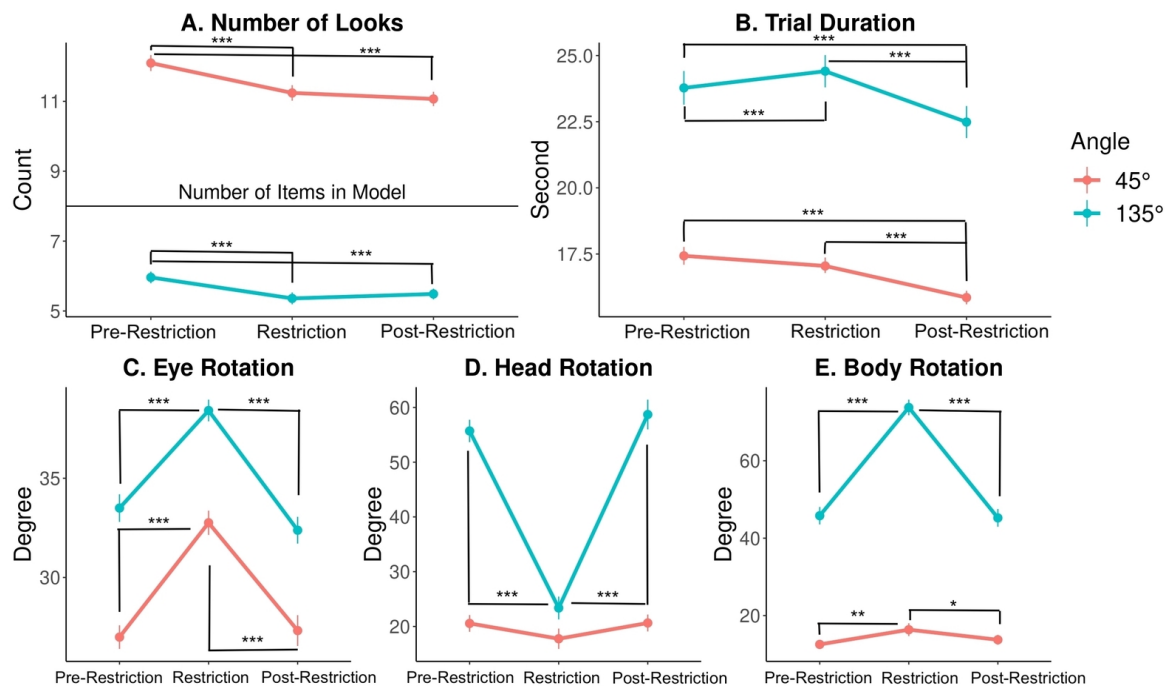 A. Number of Looks
***
***
11
9
7
5
Count
Number of Items in Model
***
***
Pre-Restriction Restriction Post-Restriction
B. Trial Duration
***
***
***
25.0
22.5
20.0
17.5
Second
***
***
Pre-Restriction Restriction Post-Restriction
Angle
45°
135°
C. Eye Rotation
*** ***
***
***
35
30
Degree
Pre-Restriction Restriction Post-Restriction
D. Head Rotation
60
50
40
30
20
Degree
*** ***
Pre-Restriction Restriction Post-Restriction
E. Body Rotation
*** ***
60
40
20
Degree
** *
Pre-Restriction Restriction Post-Restriction